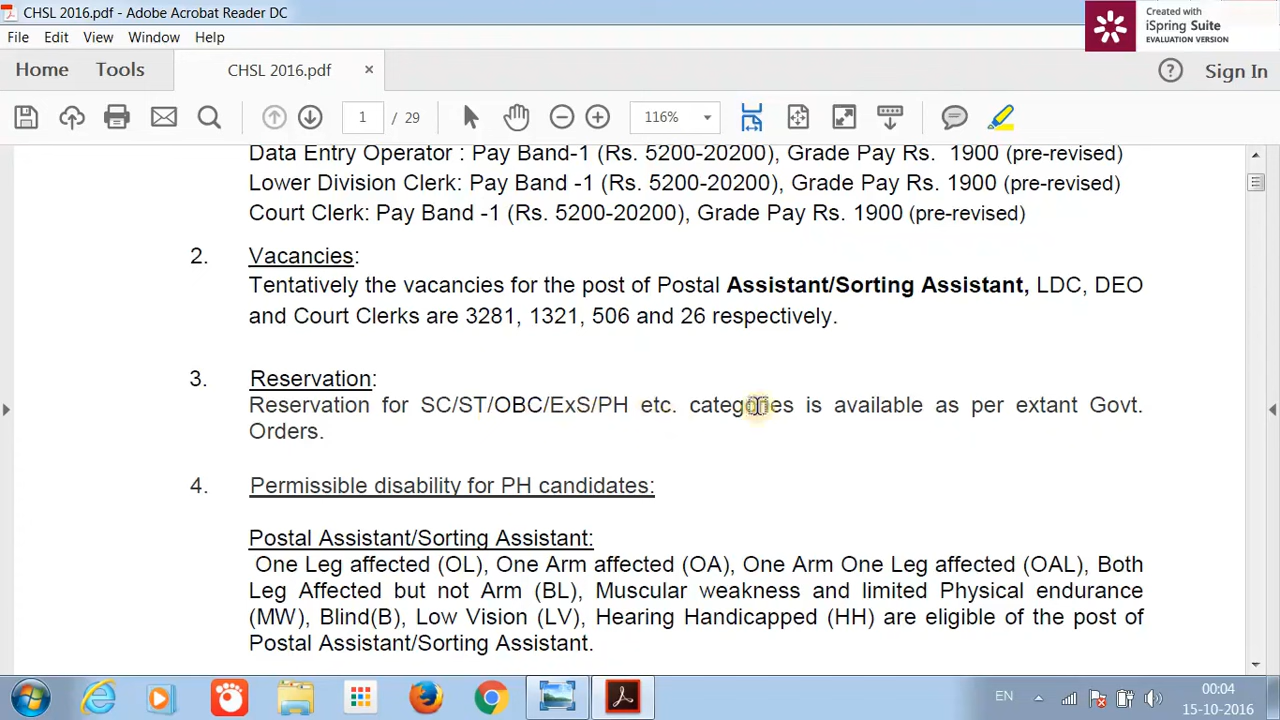 CHSL 2016.pdf - Adobe Acrobat Reader DC
Created with
iSpring Suite
EVALUATION VERSION
File Edit View Window Help
Home Tools CHSL 2016.pdf × ? Sign In
1 / 29 116%
Data Entry Operator : Pay Band-1 (Rs. 5200-20200), Grade Pay Rs. 1900 (pre-revised)
Lower Division Clerk: Pay Band -1 (Rs. 5200-20200), Grade Pay Rs. 1900 (pre-revised)
Court Clerk: Pay Band -1 (Rs. 5200-20200), Grade Pay Rs. 1900 (pre-revised)
2. Vacancies:
Tentatively the vacancies for the post of Postal Assistant/Sorting Assistant, LDC, DEO
and Court Clerks are 3281, 1321, 506 and 26 respectively.
3. Reservation:
Reservation for SC/ST/OBC/ExS/PH etc. categories is available as per extant Govt.
Orders.
4. Permissible disability for PH candidates:
Postal Assistant/Sorting Assistant:
One Leg affected (OL), One Arm affected (OA), One Arm One Leg affected (OAL), Both
Leg Affected but not Arm (BL), Muscular weakness and limited Physical endurance
(MW), Blind(B), Low Vision (LV), Hearing Handicapped (HH) are eligible of the post of
Postal Assistant/Sorting Assistant.
EN 00:04
15-10-2016